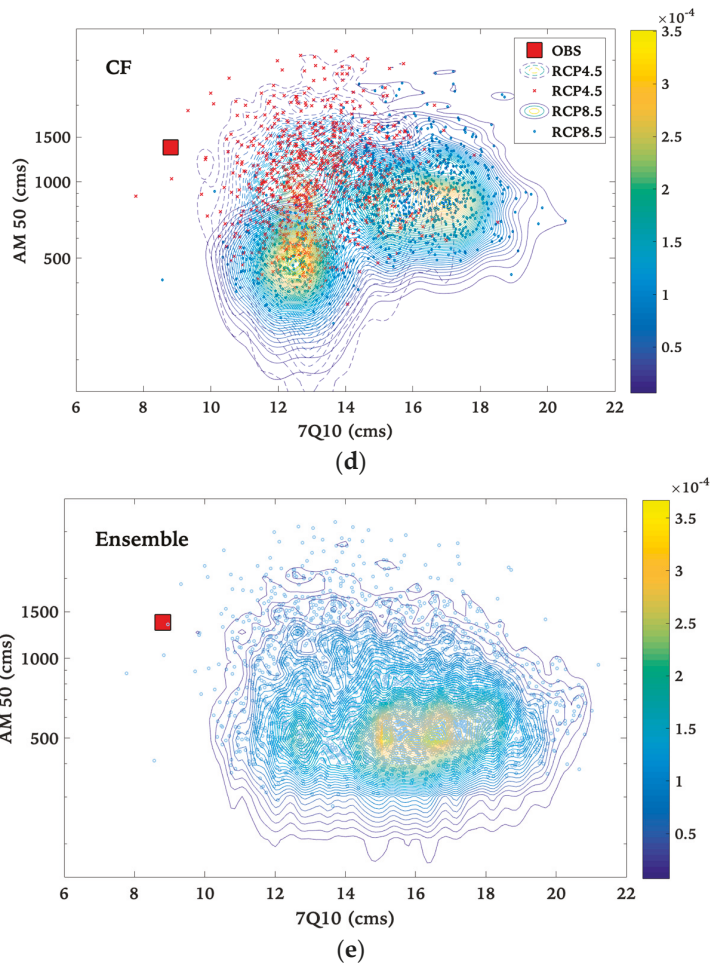 CF
OBS
RCP4.5
RCP4.5
RCP8.5
RCP8.5
×10⁻⁴
3.5
3
2.5
2
1.5
1
0.5
AM 50 (cms)
1500
1000
500
6 8 10 12 14 16 18 20 22
7Q10 (cms)
(d)
Ensemble
×10⁻⁴
3.5
3
2.5
2
1.5
1
0.5
AM 50 (cms)
1500
1000
500
6 8 10 12 14 16 18 20 22
7Q10 (cms)
(e)